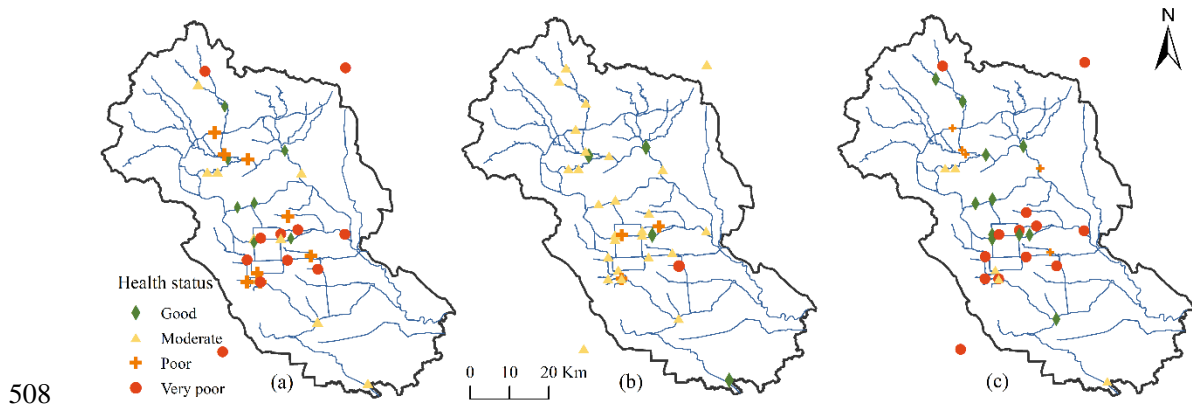 N
Health status
Good
Moderate
Poor
Very poor
(a)
0 10 20 Km
(b)
(c)
508